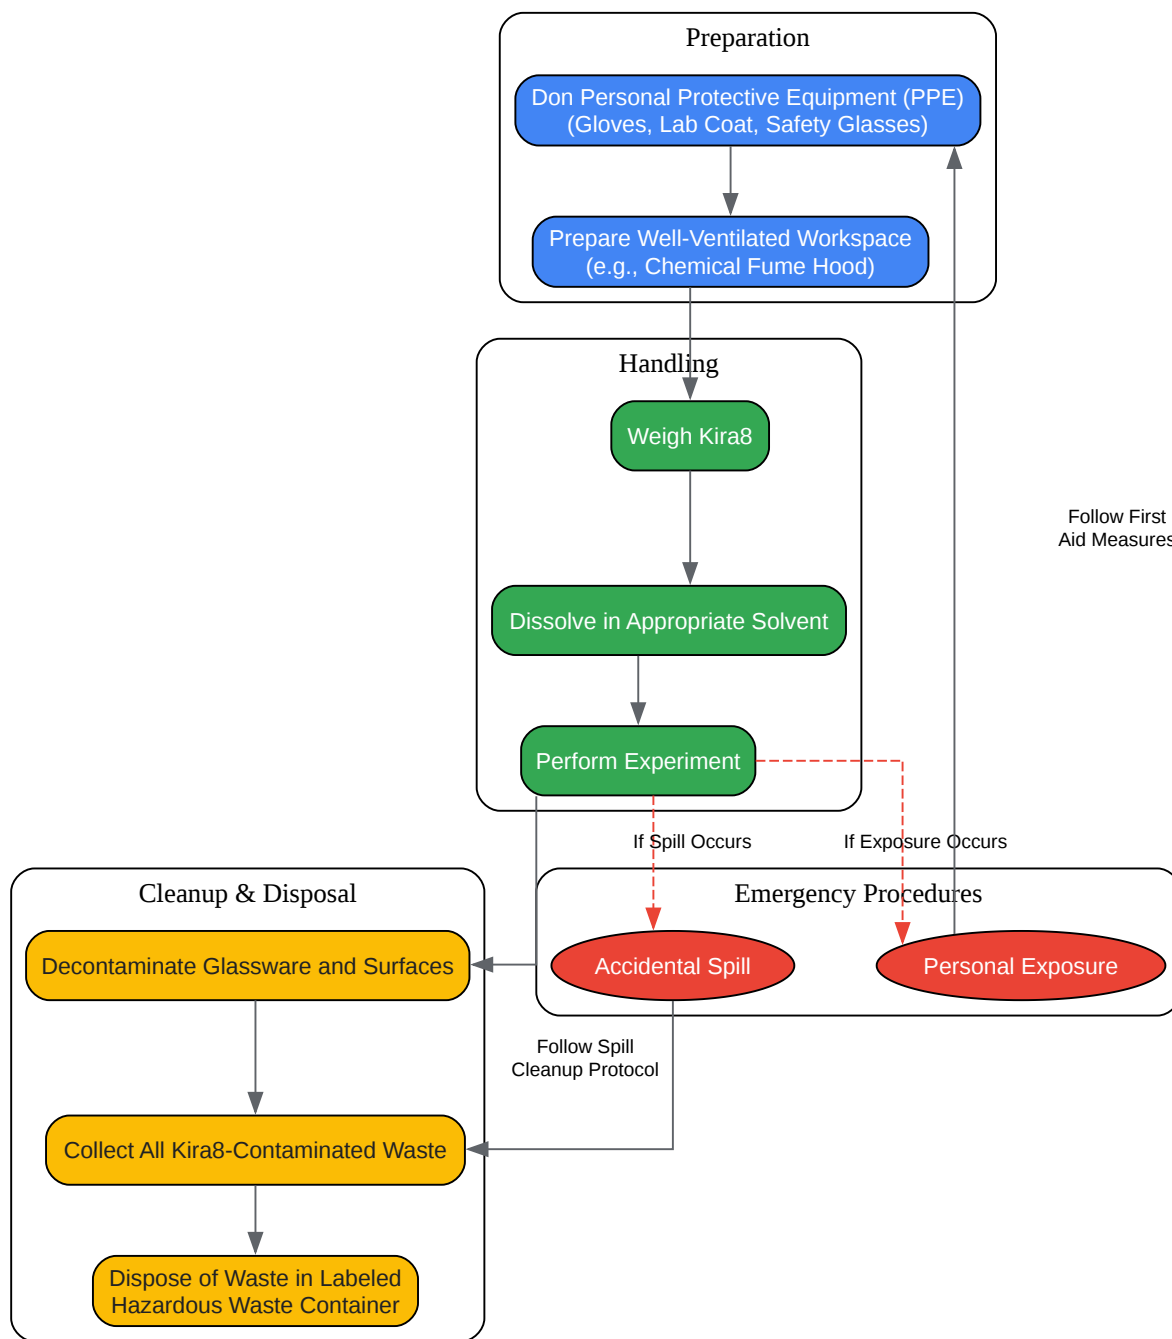 Preparation
Don Personal Protective Equipment (PPE)
(Gloves, Lab Coat, Safety Glasses)
Prepare Well-Ventilated Workspace
(e.g., Chemical Fume Hood)
Handling
Weigh Kira8
Follow First
Aid Measures
Dissolve in Appropriate Solvent
Perform Experiment
If Spill Occurs
If Exposure Occurs
Cleanup & Disposal
Emergency Procedures
Decontaminate Glassware and Surfaces
Accidental Spill
Personal Exposure
Follow Spill
Cleanup Protocol
Collect All Kira8-Contaminated Waste
Dispose of Waste in Labeled
Hazardous Waste Container